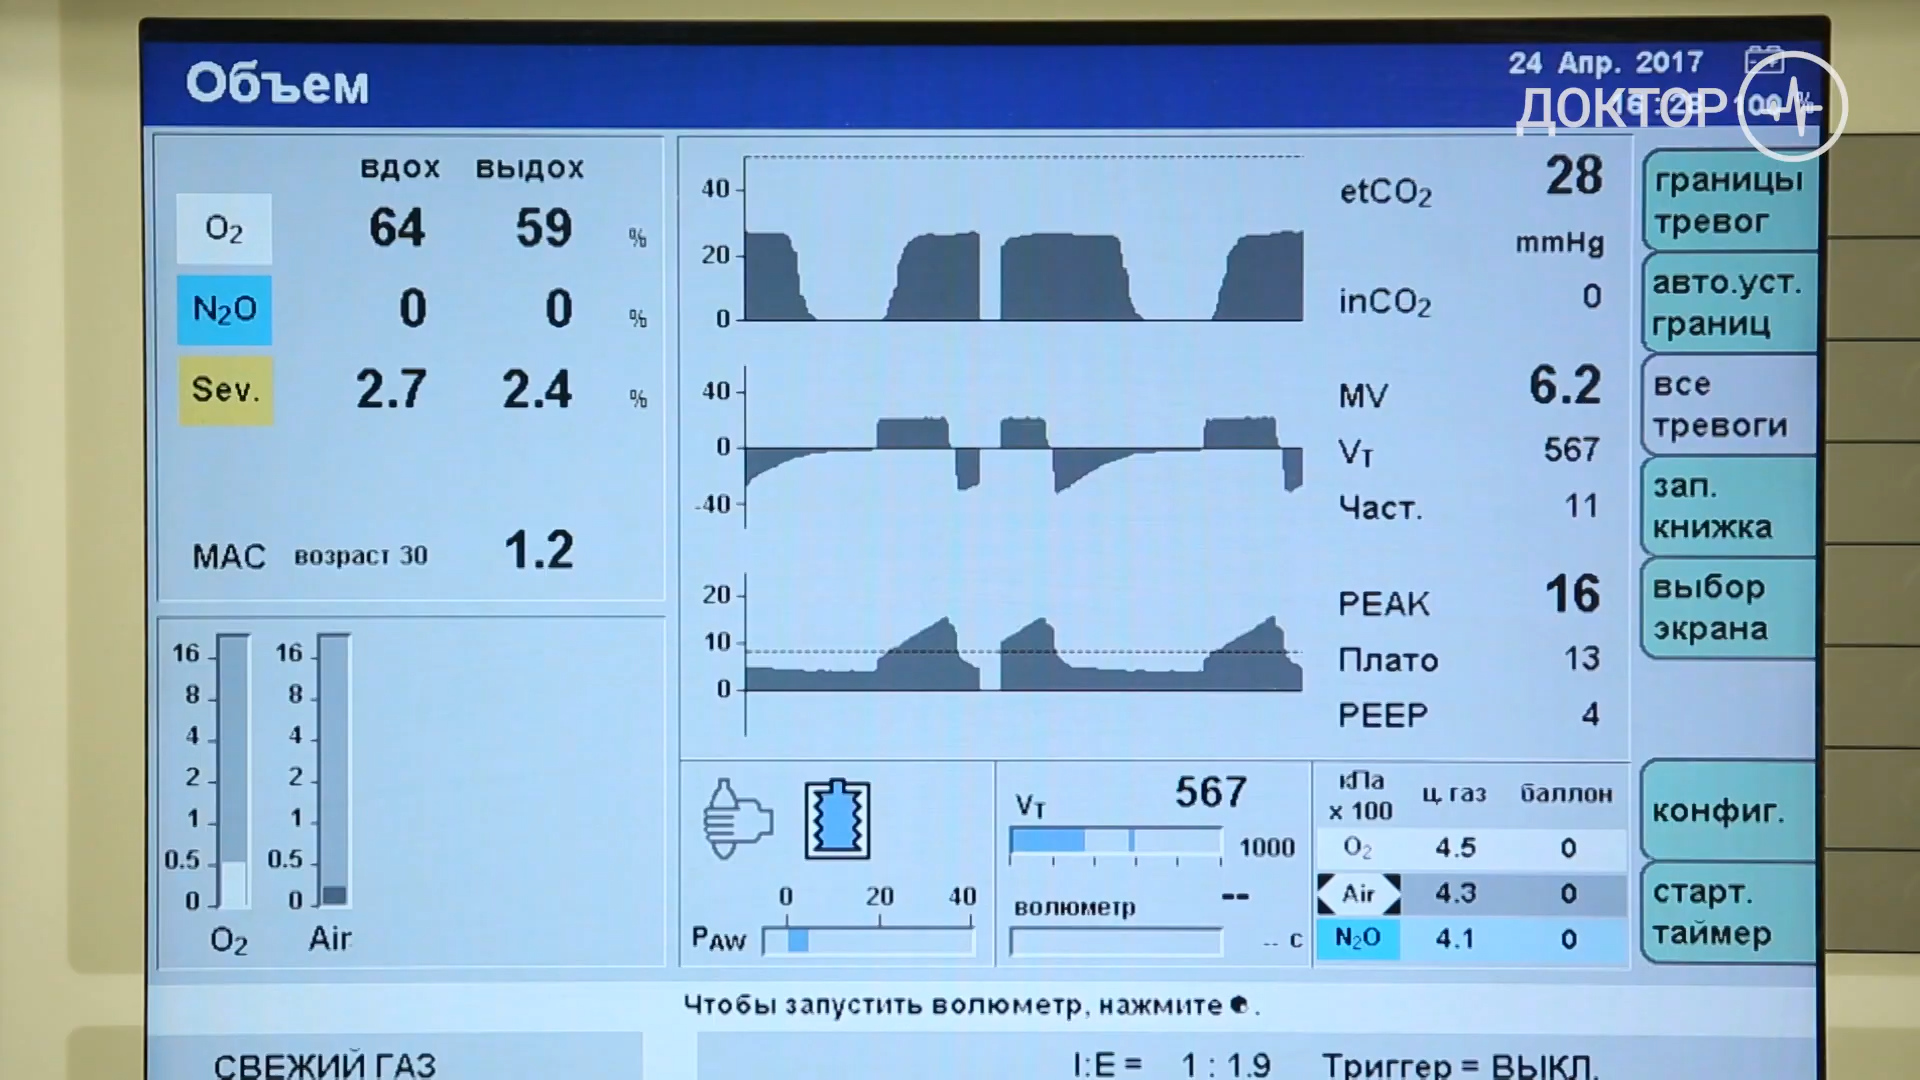 Объем
24 Апр. 2017
ДОКТОР
вдох выдох
O₂ 64 59 %
N₂O 0 0 %
Sev. 2.7 2.4 %
MAC возраст 30 1.2
16 16
8 8
4 4
2 2
1 1
0.5 0.5
0 0
O₂ Air
40
20
0
etCO₂ 28
mmHg
inCO₂ 0
40
0
-40
MV 6.2
VT 567
Част. 11
20
10
0
PEAK 16
Плато 13
PEEP 4
0 20 40
PAW
VT 567
1000
волюметр --
-- с
кПа x 100 ц. газ баллон
O₂ 4.5 0
Air 4.3 0
N₂O 4.1 0
границы
тревог
авто.уст.
границ
все
тревоги
зап.
книжка
выбор
экрана
конфиг.
старт.
таймер
Чтобы запустить волюметр, нажмите .
СВЕЖИЙ ГАЗ
I:E = 1 : 1.9 Триггер = ВЫКЛ.